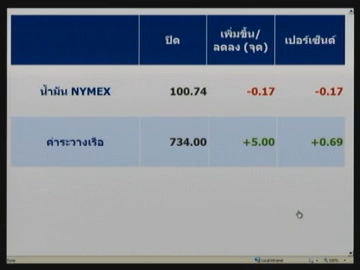 ปิด
เพิ่มขึ้น/
ลดลง (จุด)
เปอร์เซ็นต์
น้ำมัน NYMEX 100.74 -0.17 -0.17
ค่าระวางเรือ 734.00 +5.00 +0.69